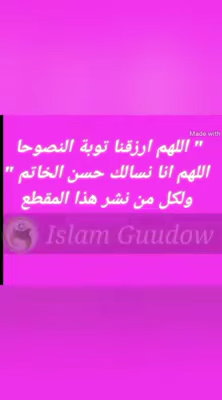 Made with
" اللهم ارزقنا توبة النصوحا
اللهم انا نسالك حسن الخاتم "
ولكل من نشر هذا المقطع
Islam Guudow